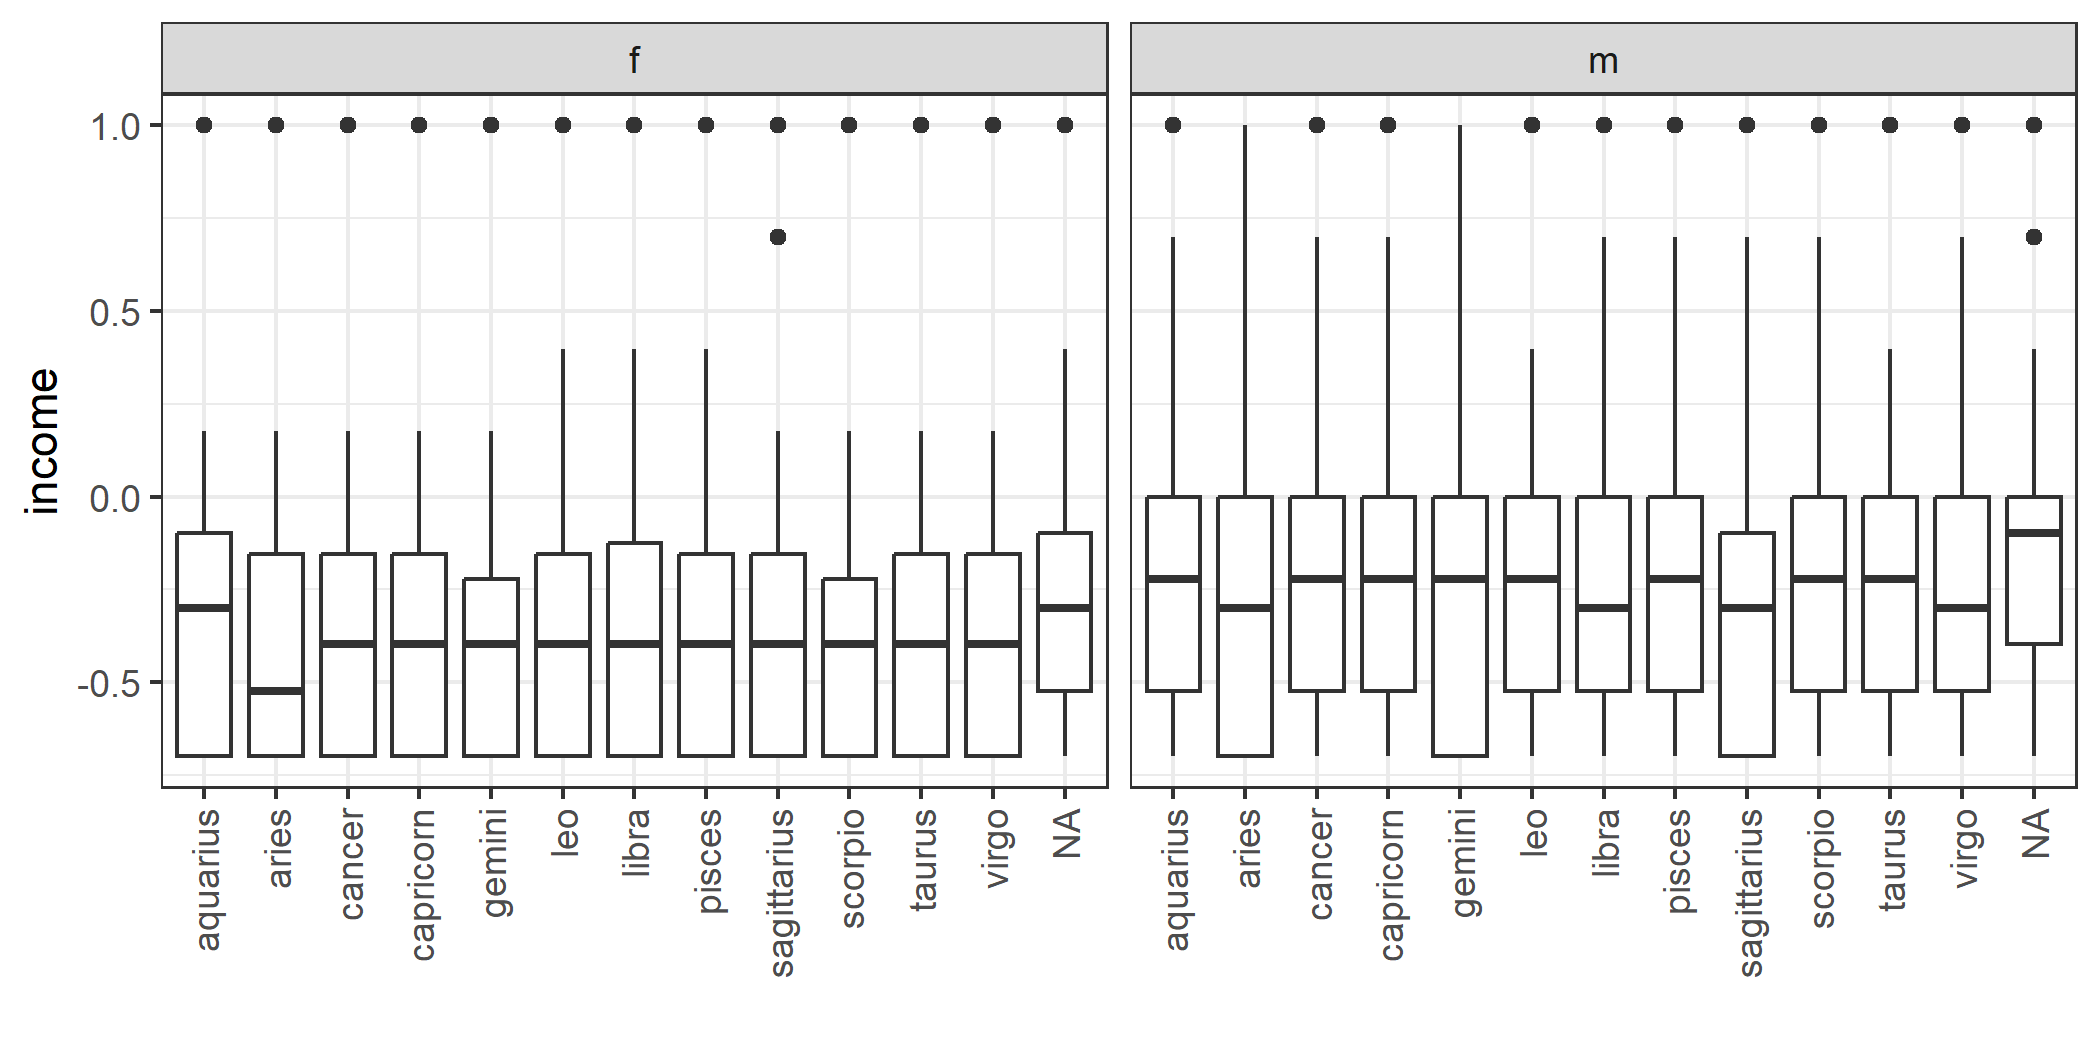 f
m
income
1.0
0.5
0.0
-0.5
aquarius
aries
cancer
capricorn
gemini
leo
libra
pisces
sagittarius
scorpio
taurus
virgo
NA
aquarius
aries
cancer
capricorn
gemini
leo
libra
pisces
sagittarius
scorpio
taurus
virgo
NA